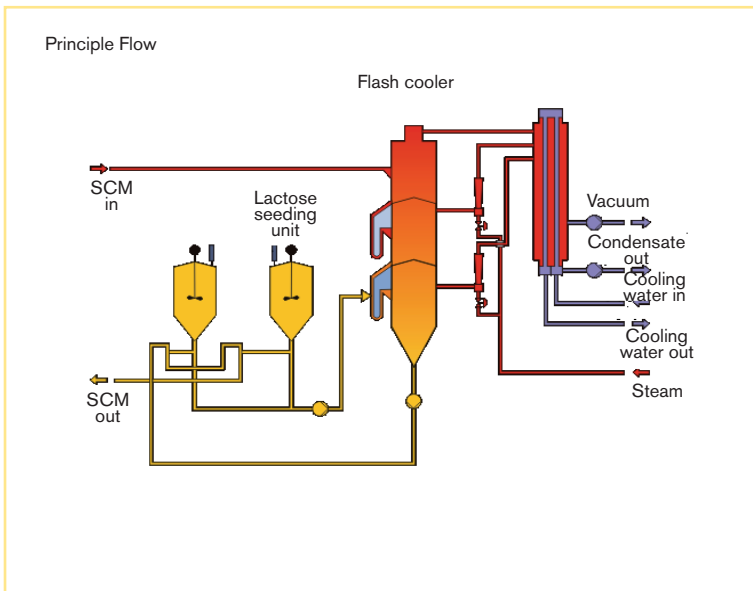 Principle Flow
Flash cooler
SCM
in
Lactose
seeding
unit
Vacuum
Condensate
out
Cooling
water in
Cooling
water out
Steam
SCM
out